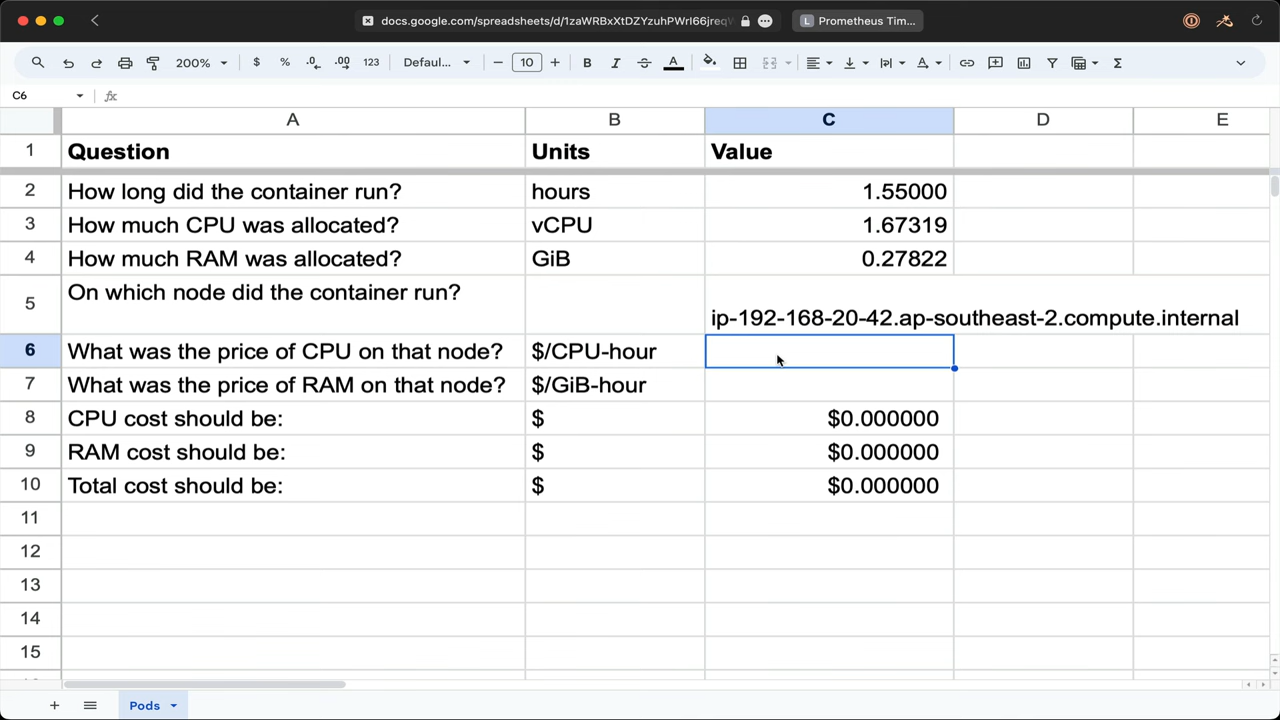 docs.google.com/spreadsheets/d/1zaWRBxXtDZYzuhPWrI66jreq
L Prometheus Tim...
200% $ % .0 .00 123 Defaul... 10 B I A Σ
C6 fx
A B C D E
1 Question Units Value
2 How long did the container run? hours 1.55000
3 How much CPU was allocated? vCPU 1.67319
4 How much RAM was allocated? GiB 0.27822
5 On which node did the container run? ip-192-168-20-42.ap-southeast-2.compute.internal
6 What was the price of CPU on that node? $/CPU-hour
7 What was the price of RAM on that node? $/GiB-hour
8 CPU cost should be: $ $0.000000
9 RAM cost should be: $ $0.000000
10 Total cost should be: $ $0.000000
11
12
13
14
15
Pods